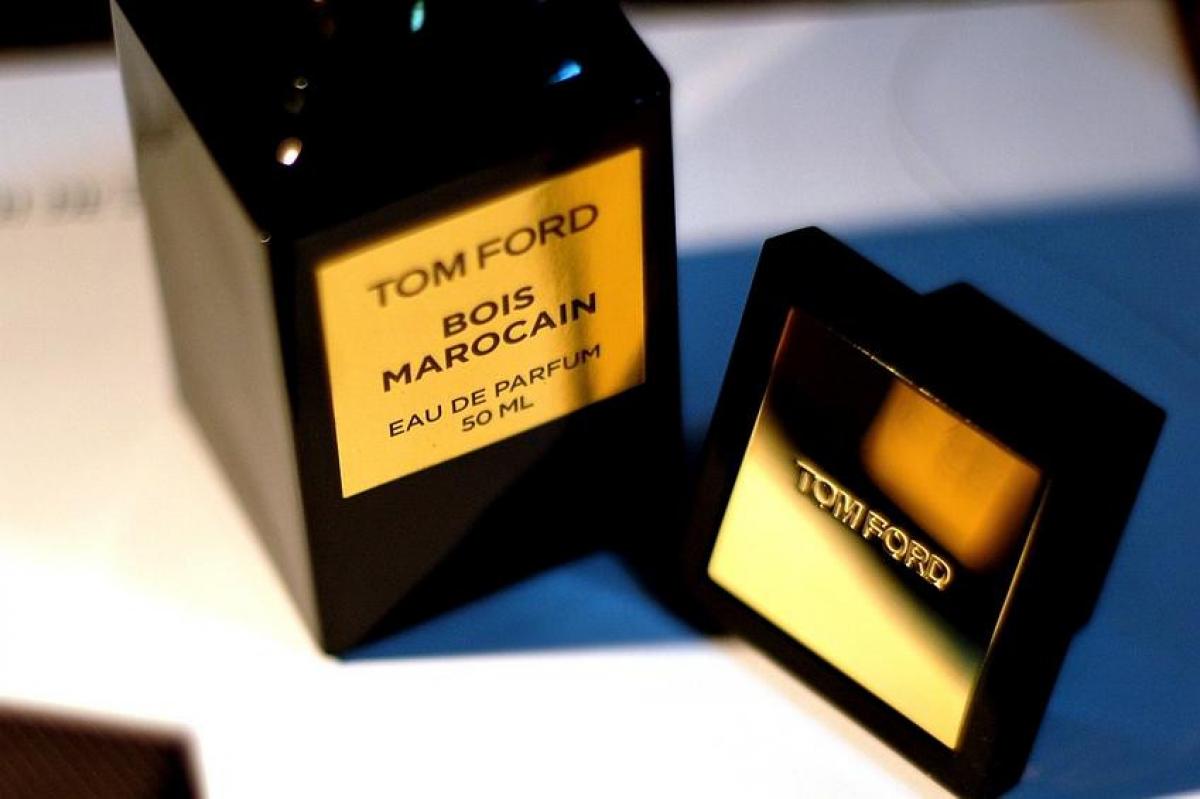 TOM FORD
BOIS
MAROCAIN
EAU DE PARFUM
50 ML
TOM FORD